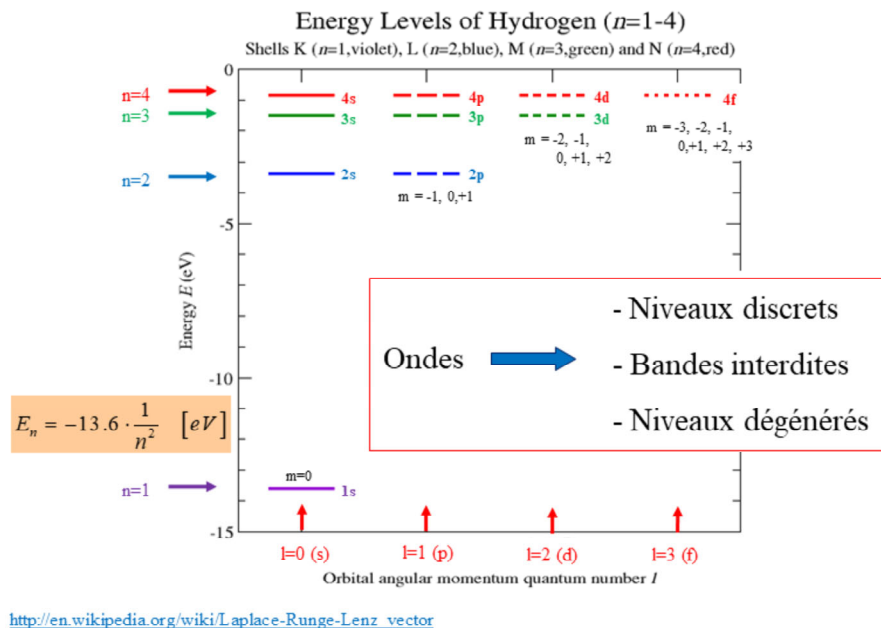 Energy Levels of Hydrogen (n=1-4)
Shells K (n=1,violet), L (n=2,blue), M (n=3,green) and N (n=4,red)
0
n=4
4s
4p
4d
4f
n=3
3s
3p
3d
m = -2, -1,
0, +1, +2
m = -3, -2, -1,
0,+1, +2, +3
n=2
2s
2p
m = -1, 0,+1
-5
Energy E (eV)
Ondes
- Niveaux discrets
- Bandes interdites
- Niveaux dégénérés
-10
E_n = -13.6 · 1/n² [eV]
m=0
n=1
1s
-15
l=0 (s)
l=1 (p)
l=2 (d)
l=3 (f)
Orbital angular momentum quantum number l
http://en.wikipedia.org/wiki/Laplace-Runge-Lenz_vector